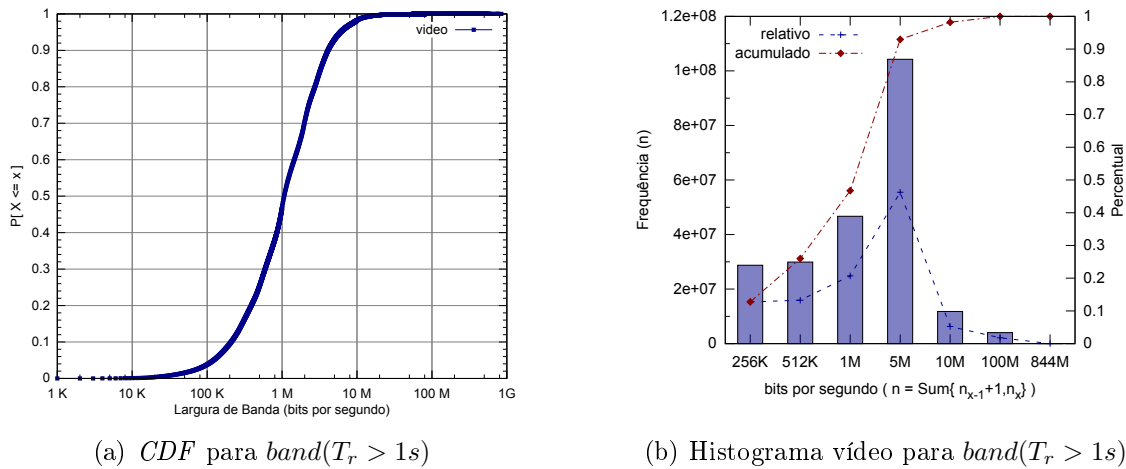 1
0.9
0.8
0.7
0.6
0.5
0.4
0.3
0.2
0.1
0
P[ X <= x ]
video
1 K
10 K
100 K
1 M
10 M
100 M
1G
Largura de Banda (bits por segundo)
(a) CDF para band(T_r > 1s)
1.2e+08
1e+08
8e+07
6e+07
4e+07
2e+07
0
Frequência (n)
relativo
acumulado
1
0.9
0.8
0.7
0.6
0.5
0.4
0.3
0.2
0.1
0
Percentual
256K
512K
1M
5M
10M
100M
844M
bits por segundo ( n = Sum{ n_{x-1}+1,n_x} )
(b) Histograma vídeo para band(T_r > 1s)